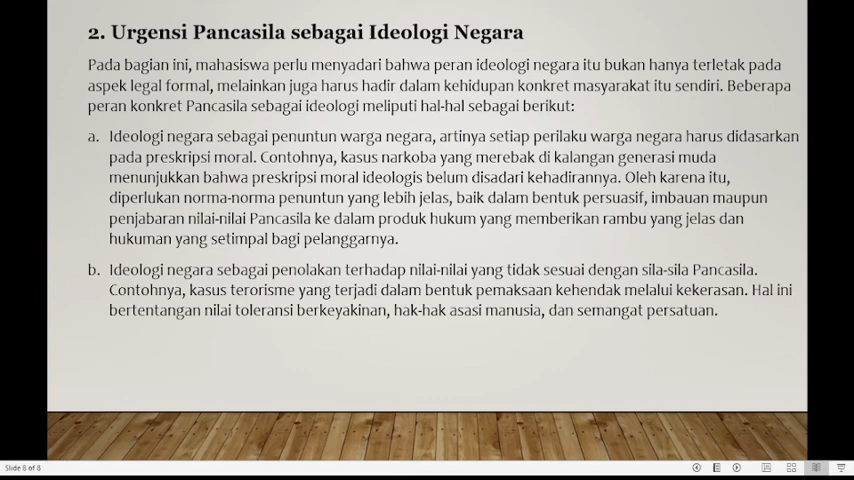 2. Urgensi Pancasila sebagai Ideologi Negara
Pada bagian ini, mahasiswa perlu menyadari bahwa peran ideologi negara itu bukan hanya terletak pada
aspek legal formal, melainkan juga harus hadir dalam kehidupan konkret masyarakat itu sendiri. Beberapa
peran konkret Pancasila sebagai ideologi meliputi hal-hal sebagai berikut:
a. Ideologi negara sebagai penuntun warga negara, artinya setiap perilaku warga negara harus didasarkan
pada preskripsi moral. Contohnya, kasus narkoba yang merebak di kalangan generasi muda
menunjukkan bahwa preskripsi moral ideologis belum disadari kehadirannya. Oleh karena itu,
diperlukan norma-norma penuntun yang lebih jelas, baik dalam bentuk persuasif, imbauan maupun
penjabaran nilai-nilai Pancasila ke dalam produk hukum yang memberikan rambu yang jelas dan
hukuman yang setimpal bagi pelanggarnya.
b. Ideologi negara sebagai penolakan terhadap nilai-nilai yang tidak sesuai dengan sila-sila Pancasila.
Contohnya, kasus terorisme yang terjadi dalam bentuk pemaksaan kehendak melalui kekerasan. Hal ini
bertentangan nilai toleransi berkeyakinan, hak-hak asasi manusia, dan semangat persatuan.
Slide 8 of 8